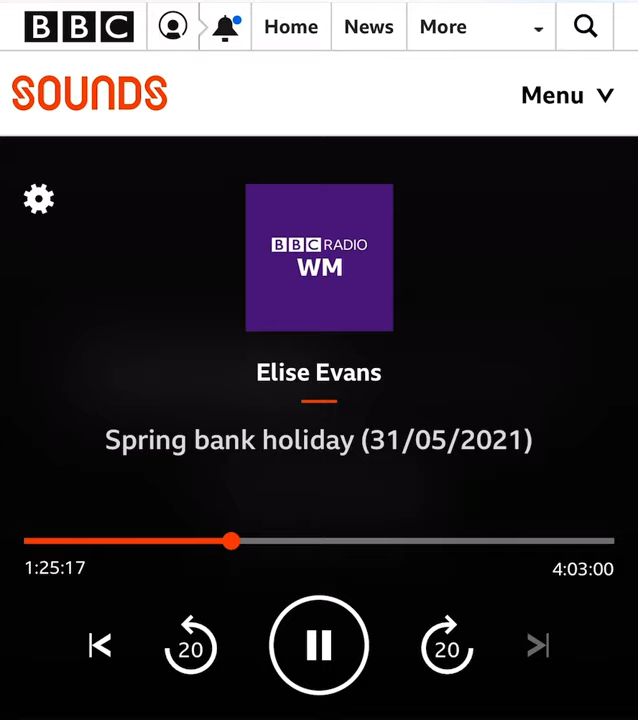 BBC Home News More
SOUNDS Menu
BBC RADIO
WM
Elise Evans
Spring bank holiday (31/05/2021)
1:25:17 4:03:00
20 20